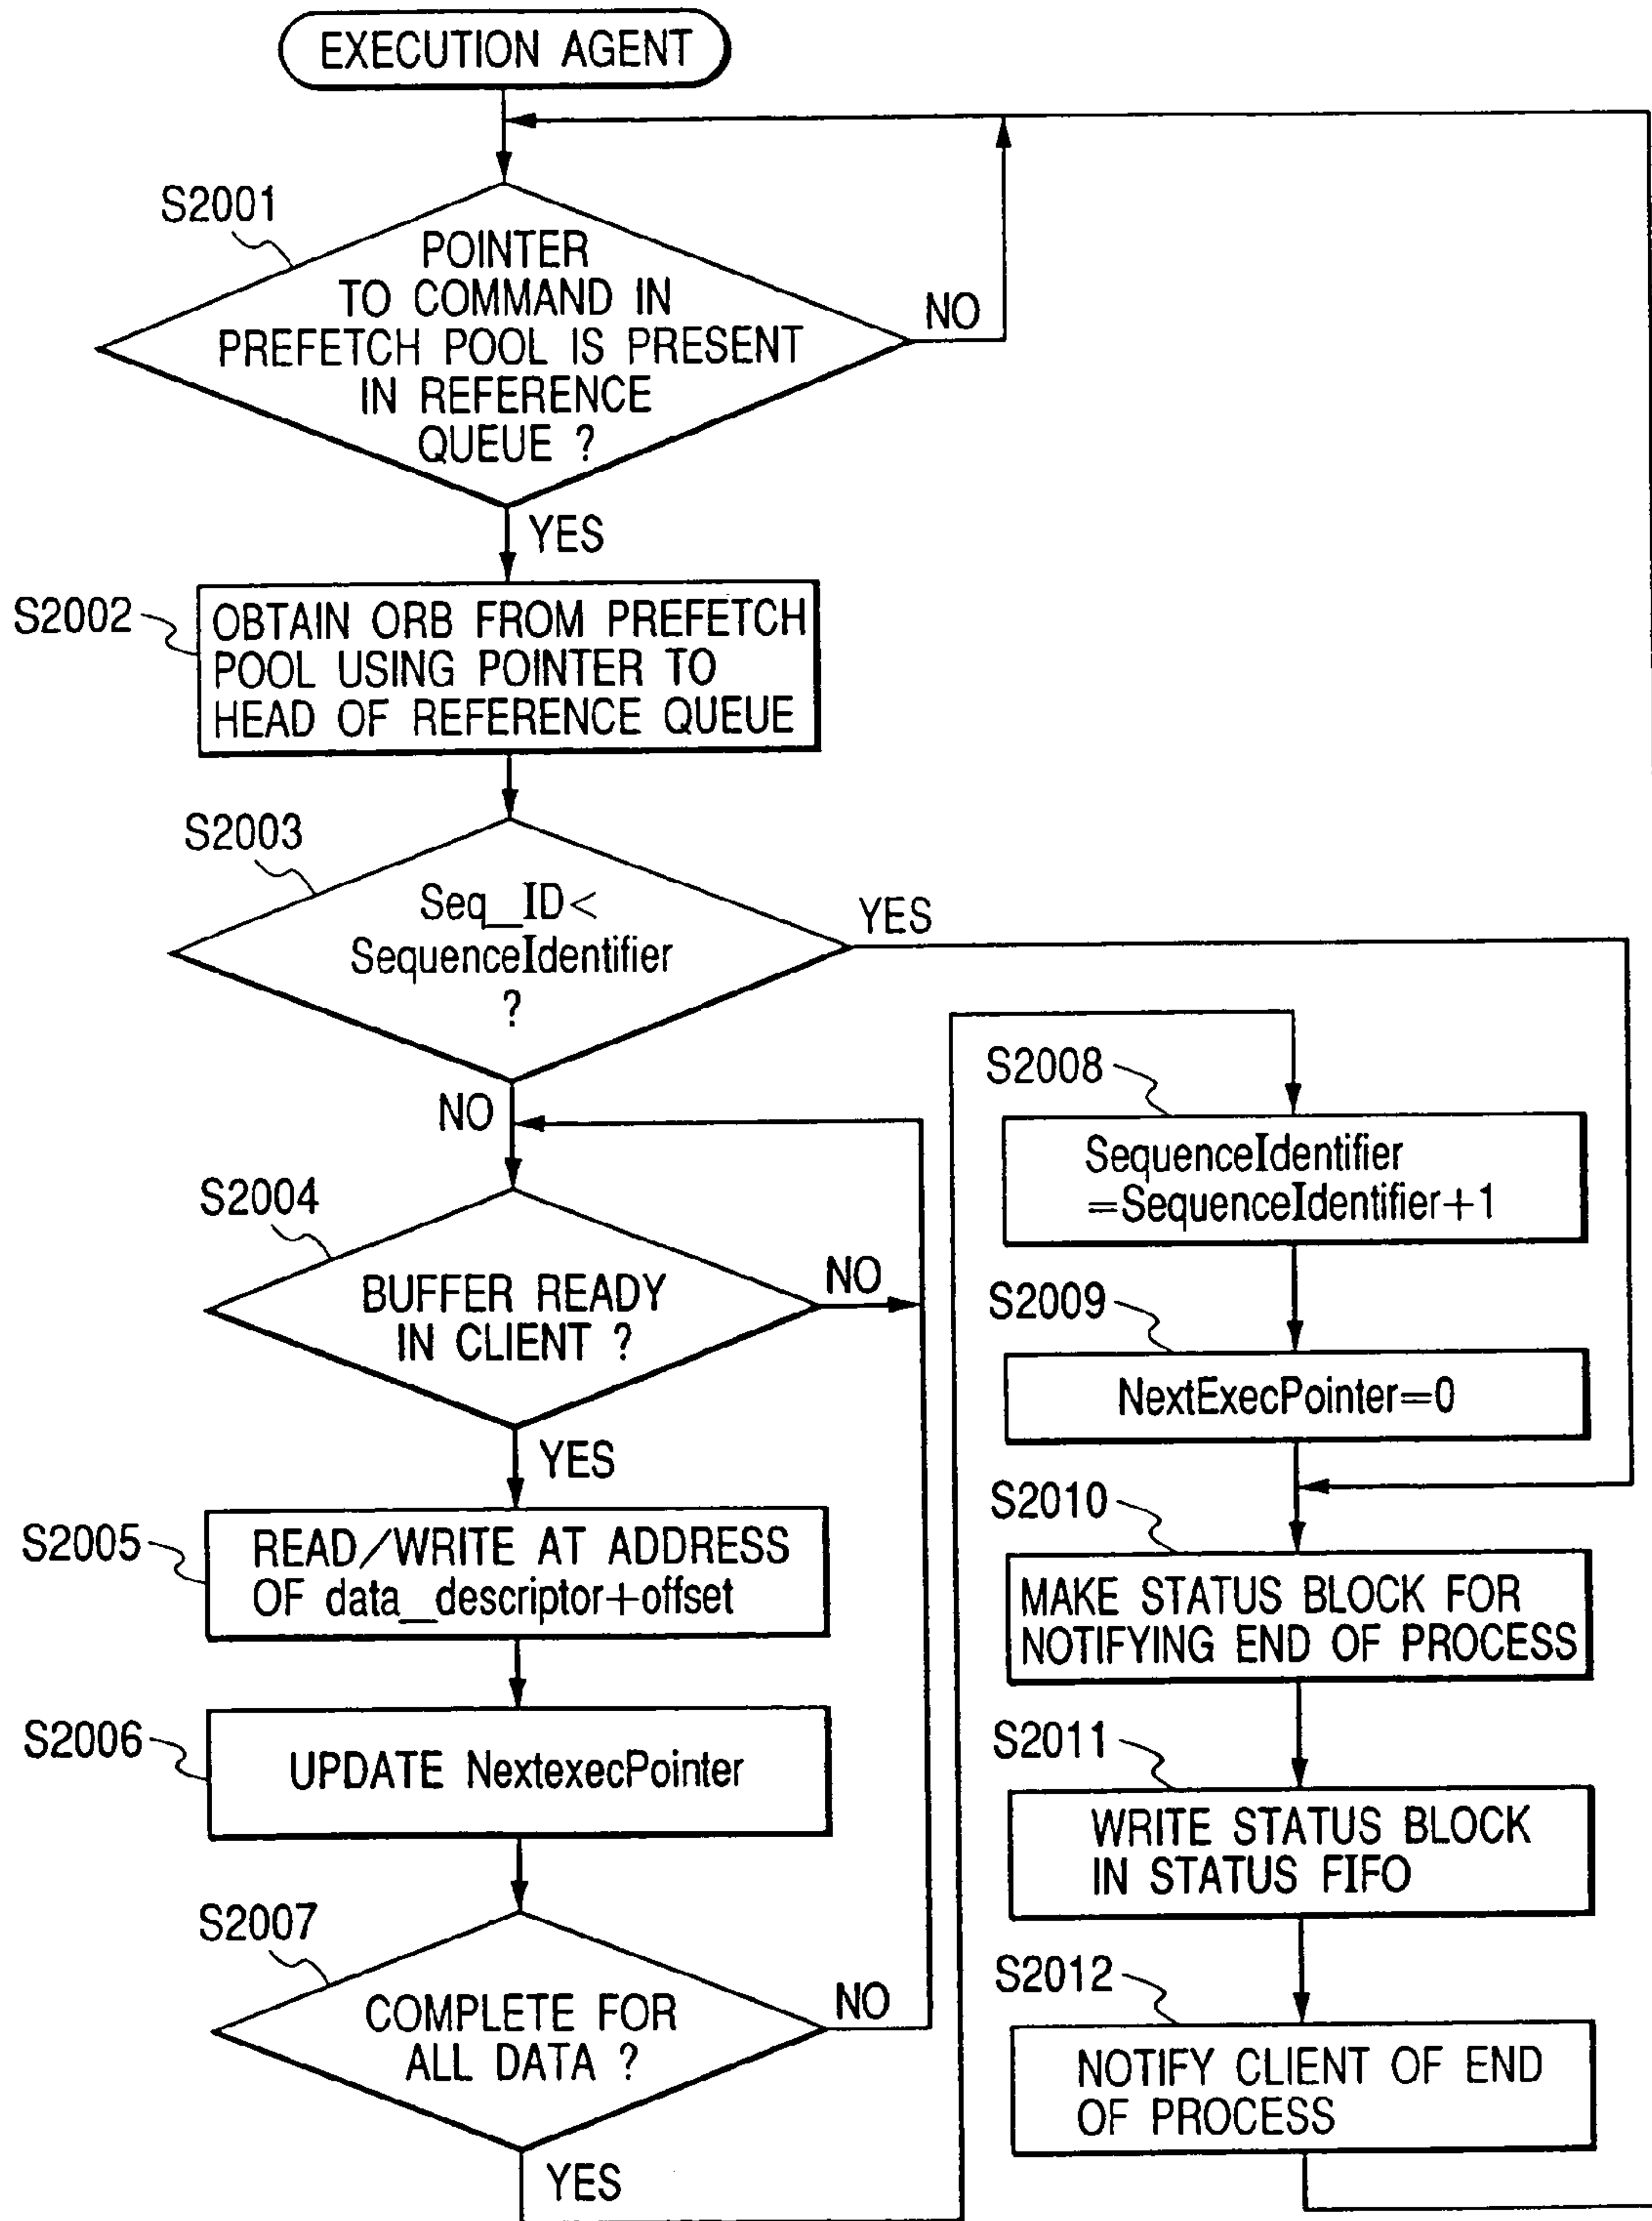 EXECUTION AGENT
S2001
POINTER
TO COMMAND IN
PREFETCH POOL IS PRESENT
IN REFERENCE
QUEUE ?
NO
YES
S2002
OBTAIN ORB FROM PREFETCH
POOL USING POINTER TO
HEAD OF REFERENCE QUEUE
S2003
Seq_ID<
SequenceIdentifier
?
YES
NO
S2004
BUFFER READY
IN CLIENT ?
NO
YES
S2005
READ/WRITE AT ADDRESS
OF data_descriptor+offset
S2006
UPDATE NextexecPointer
S2007
COMPLETE FOR
ALL DATA ?
NO
YES
S2008
SequenceIdentifier
=SequenceIdentifier+1
S2009
NextExecPointer=0
S2010
MAKE STATUS BLOCK FOR
NOTIFYING END OF PROCESS
S2011
WRITE STATUS BLOCK
IN STATUS FIFO
S2012
NOTIFY CLIENT OF END
OF PROCESS